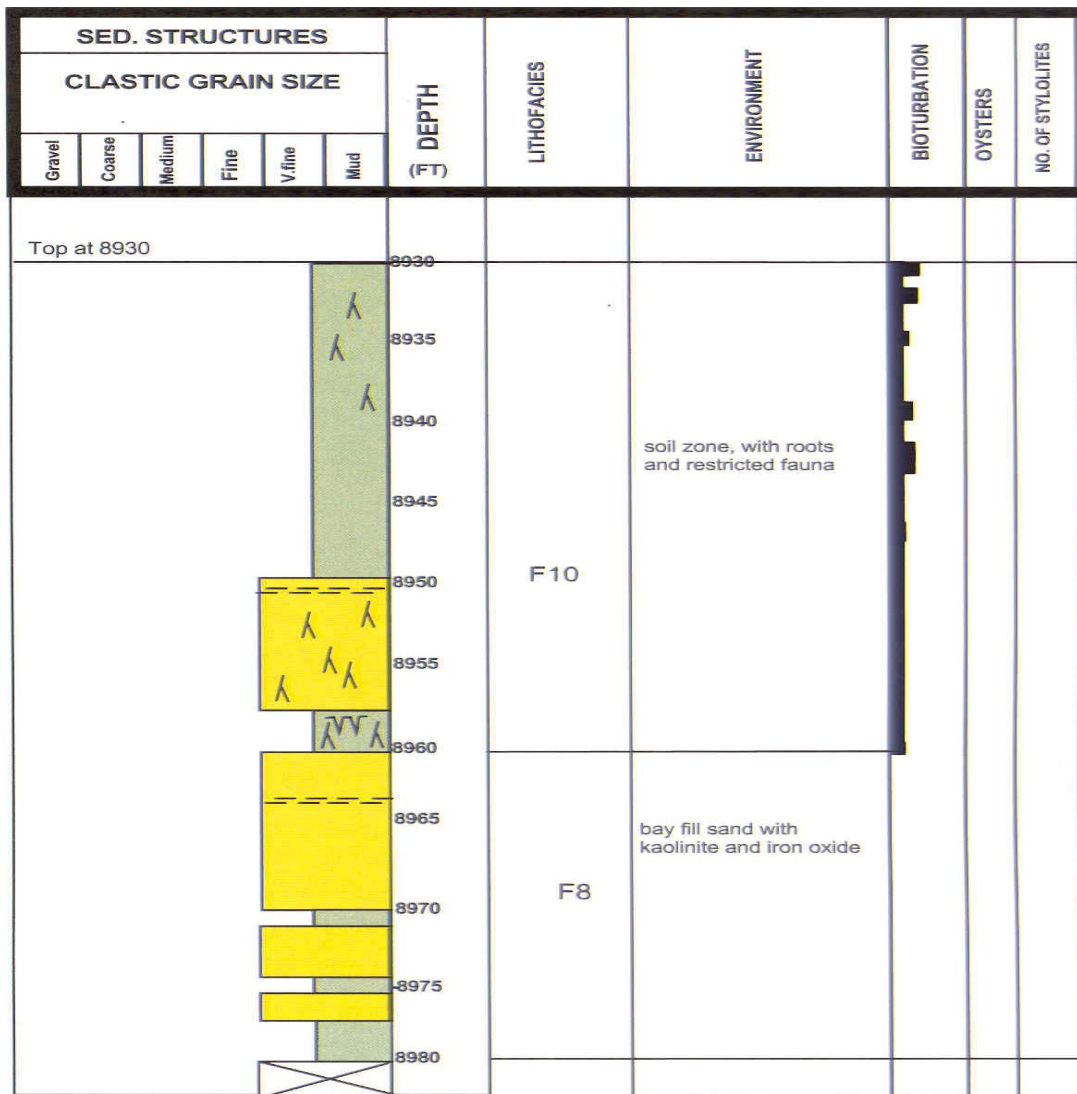 SED. STRUCTURES
CLASTIC GRAIN SIZE
Gravel
Coarse
Medium
Fine
V.fine
Mud
DEPTH
(FT)
LITHOFACIES
ENVIRONMENT
BIOTURBATION
OYSTERS
NO. OF STYLOLITES
Top at 8930
8930
8935
8940
soil zone, with roots
and restricted fauna
8945
F10
8950
8955
8960
8965
bay fill sand with
kaolinite and iron oxide
F8
8970
8975
8980